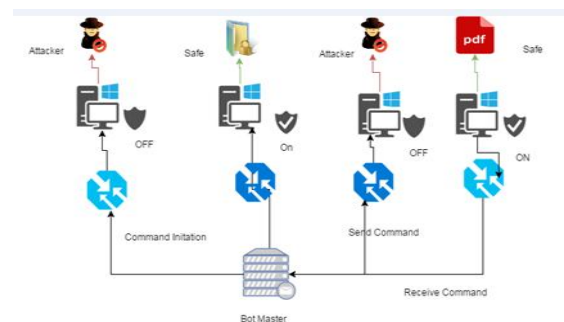 Attacker
Safe
Attacker
pdf
Safe
OFF
On
OFF
ON
Command Initation
Send Command
Receive Command
Bot Master